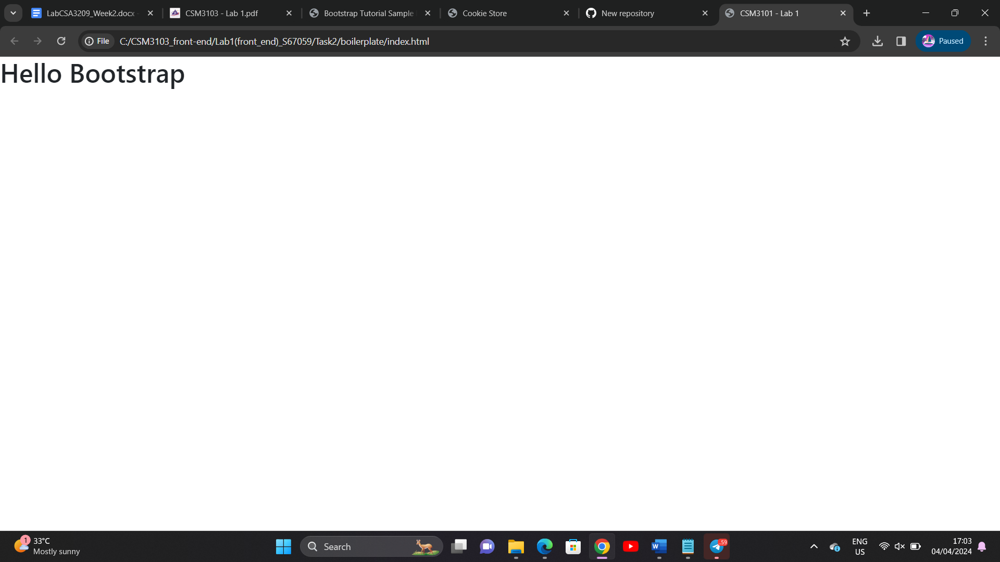 LabCSA3209_Week2.docx -
CSM3103 - Lab 1.pdf
Bootstrap Tutorial Sample
Cookie Store
New repository
CSM3101 - Lab 1
File
C:/CSM3103_front-end/Lab1(front_end)_S67059/Task2/boilerplate/index.html
Paused
Hello Bootstrap
1
33°C
Mostly sunny
Search
W
..59
ENG
US
17:03
04/04/2024